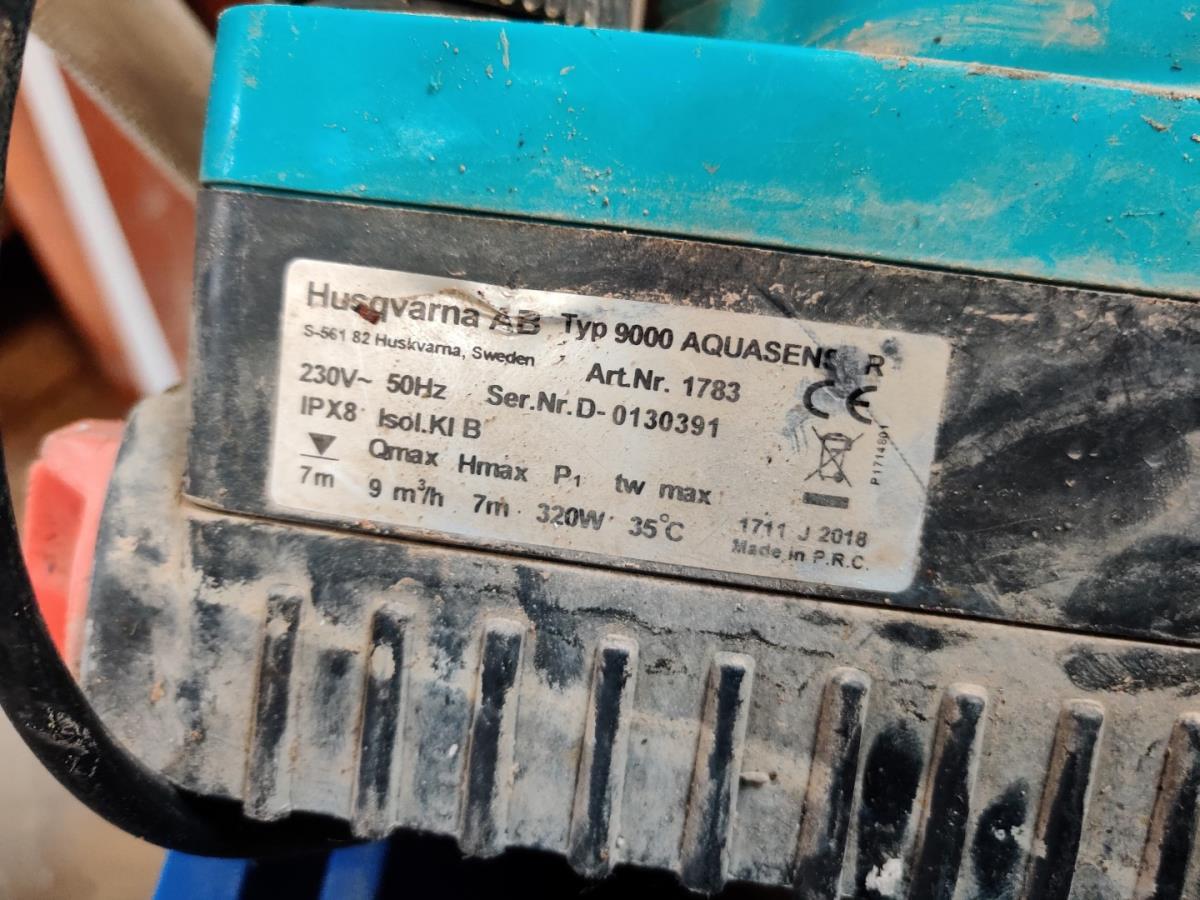 Husqvarna AB Typ 9000 AQUASENS R
S-561 82 Huskvarna, Sweden Art.Nr. 1783
230V~ 50Hz Ser.Nr.D- 0130391
IPX8 Isol.Kl B
Qmax Hmax P1 tw max
7m 9 m³/h 7m 320W 35°C
CE
P1714801
1711 J 2018
Made in P.R.C.